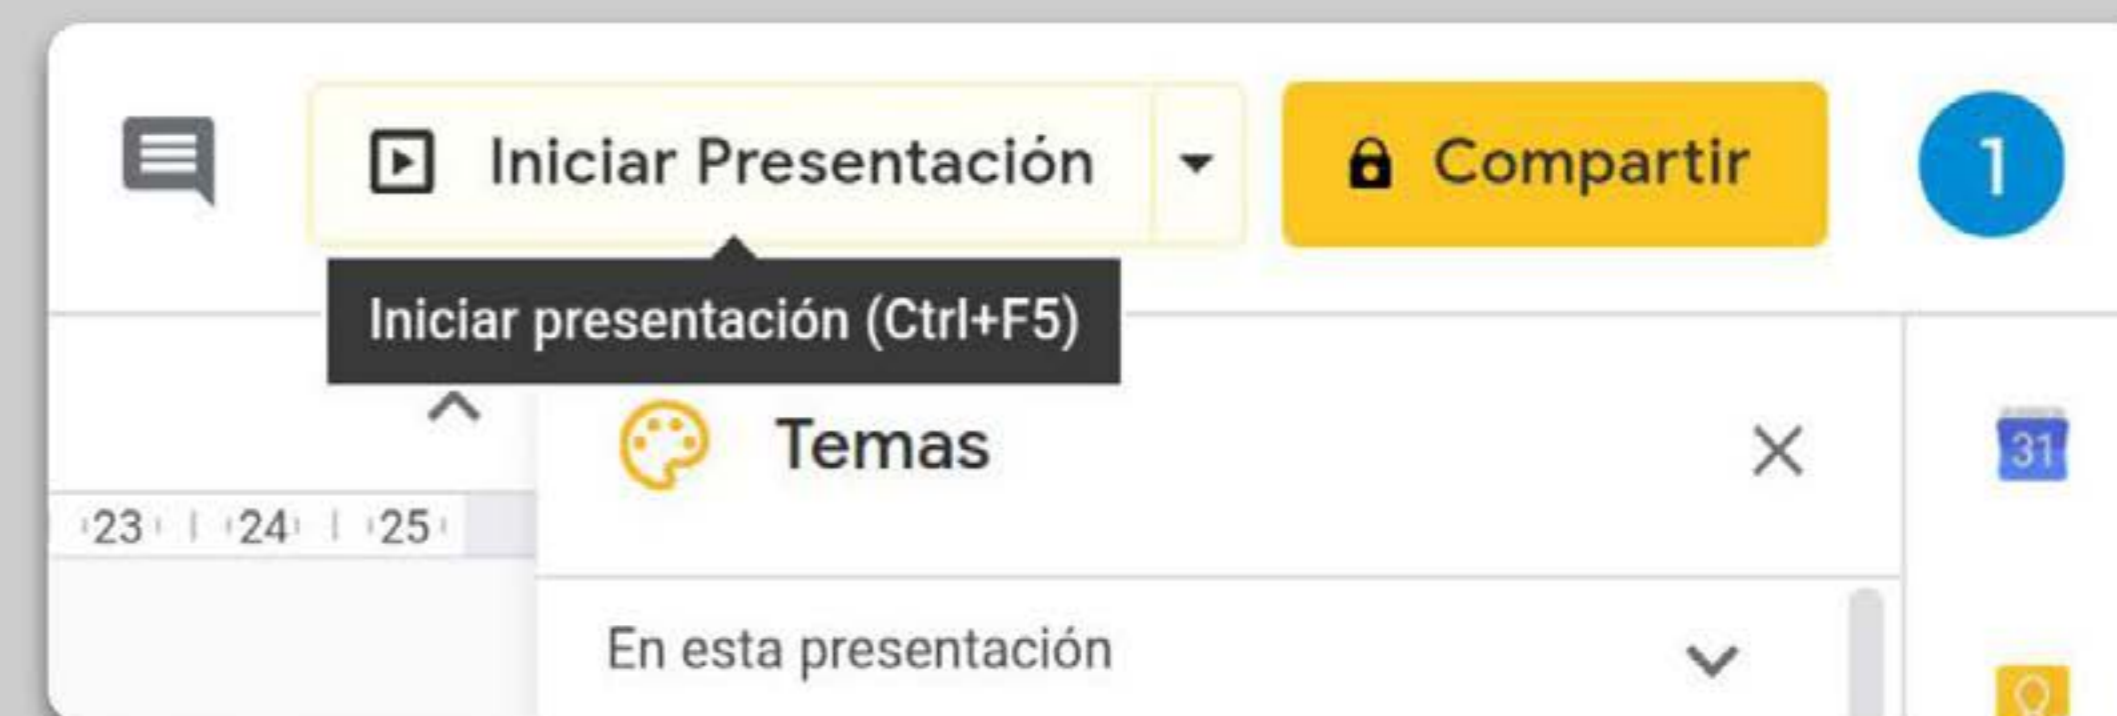 Iniciar Presentación
Compartir
1
Iniciar presentación (Ctrl+F5)
Temas
31
23 24 25
En esta presentación